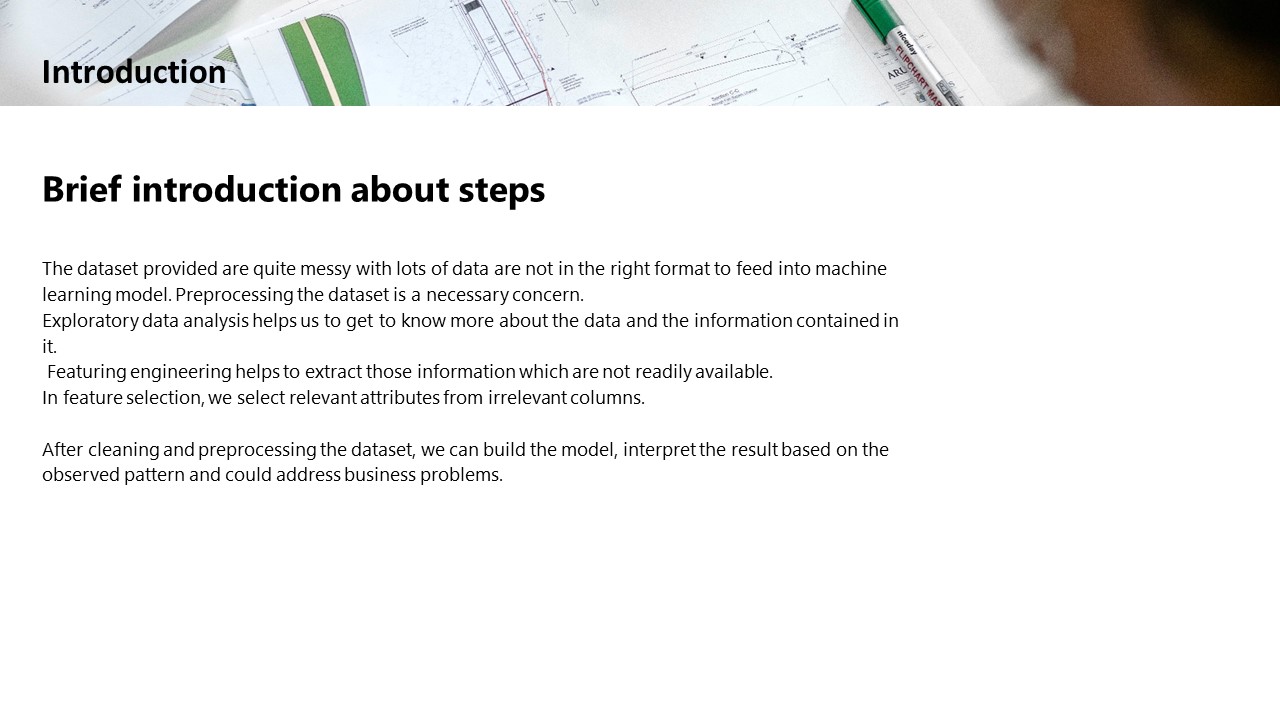 Introduction
niceday
FLIPCHART MAR
ARU
Section C-C
Brief introduction about steps
The dataset provided are quite messy with lots of data are not in the right format to feed into machine
learning model. Preprocessing the dataset is a necessary concern.
Exploratory data analysis helps us to get to know more about the data and the information contained in
it.
Featuring engineering helps to extract those information which are not readily available.
In feature selection, we select relevant attributes from irrelevant columns.
After cleaning and preprocessing the dataset, we can build the model, interpret the result based on the
observed pattern and could address business problems.